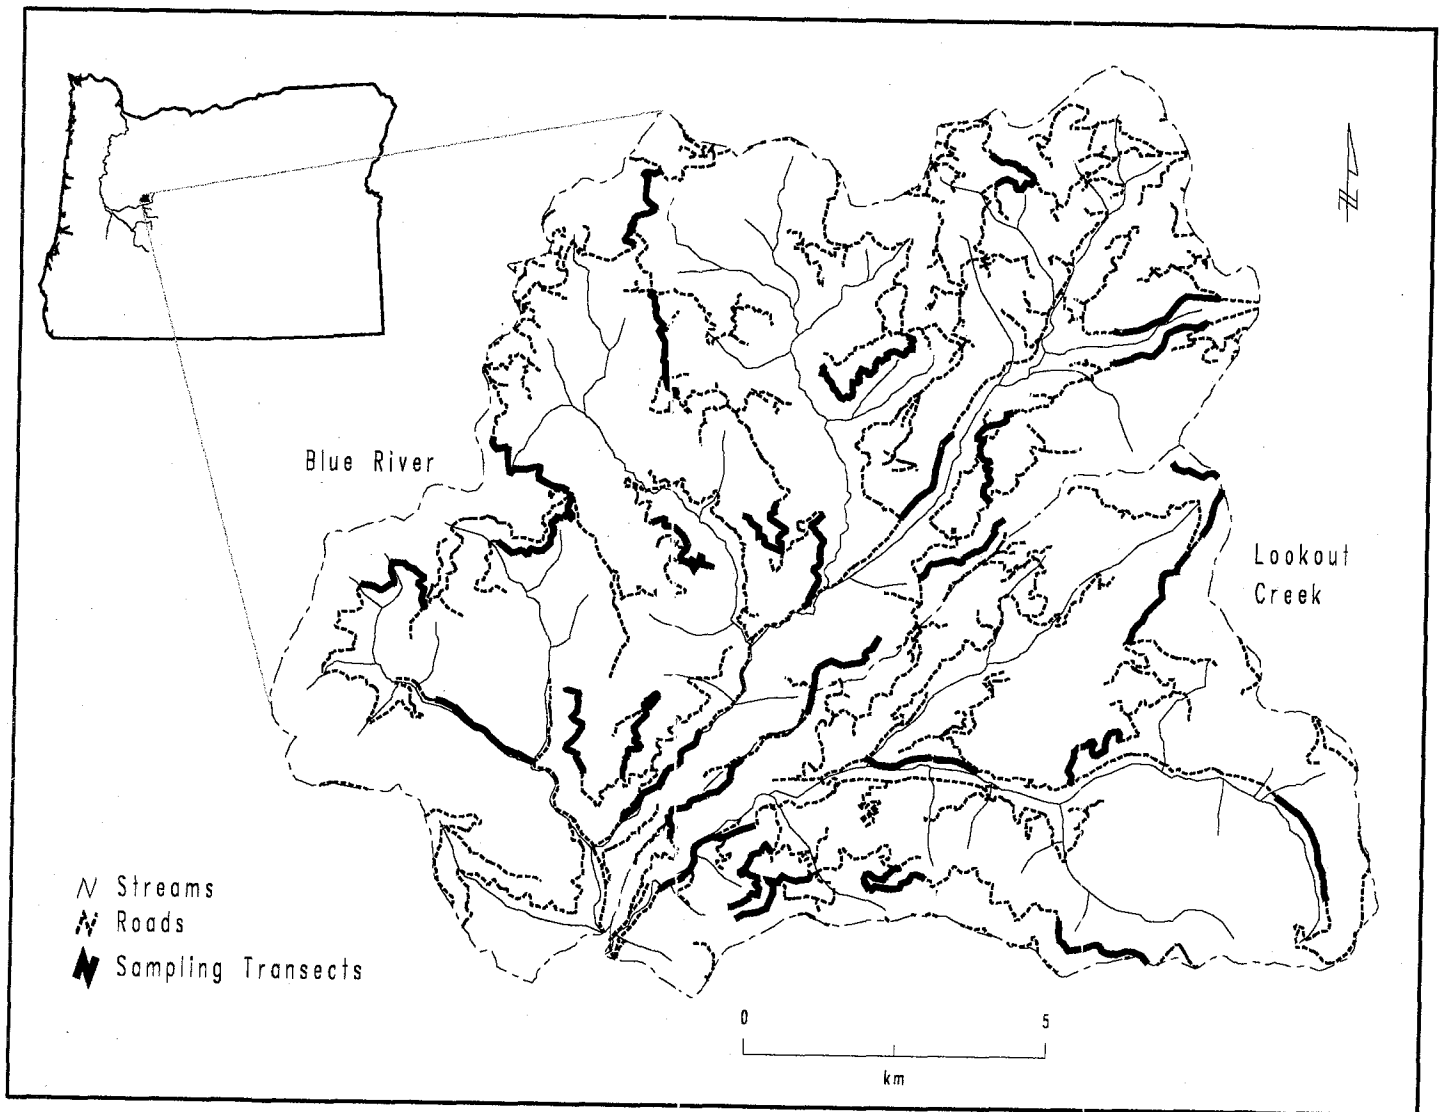 Blue River
Lookout
Creek
Streams
Roads
Sampling Transects
0 5
km